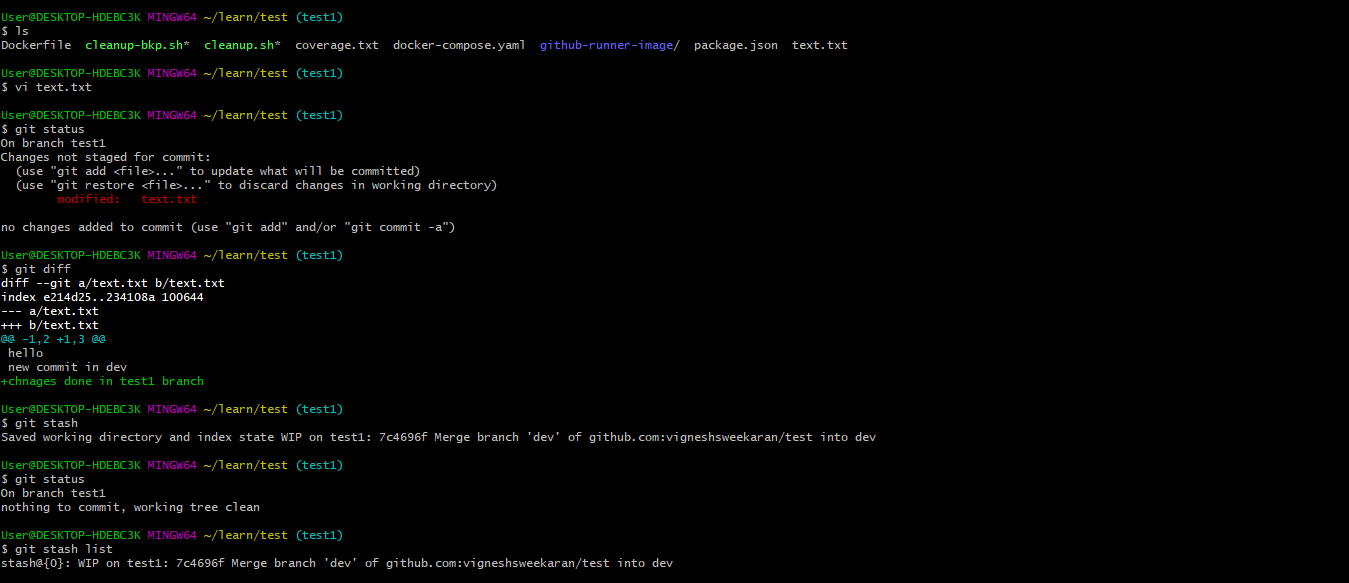 User@DESKTOP-HDEBC3K MINGW64 ~/learn/test (test1)
$ ls
Dockerfile  cleanup-bkp.sh*  cleanup.sh*  coverage.txt  docker-compose.yaml  github-runner-image/  package.json  text.txt

User@DESKTOP-HDEBC3K MINGW64 ~/learn/test (test1)
$ vi text.txt

User@DESKTOP-HDEBC3K MINGW64 ~/learn/test (test1)
$ git status
On branch test1
Changes not staged for commit:
  (use "git add <file>..." to update what will be committed)
  (use "git restore <file>..." to discard changes in working directory)
        modified:   text.txt

no changes added to commit (use "git add" and/or "git commit -a")

User@DESKTOP-HDEBC3K MINGW64 ~/learn/test (test1)
$ git diff
diff --git a/text.txt b/text.txt
index e214d25..234108a 100644
--- a/text.txt
+++ b/text.txt
@@ -1,2 +1,3 @@
 hello
 new commit in dev
+chnages done in test1 branch

User@DESKTOP-HDEBC3K MINGW64 ~/learn/test (test1)
$ git stash
Saved working directory and index state WIP on test1: 7c4696f Merge branch 'dev' of github.com:vigneshsweekaran/test into dev

User@DESKTOP-HDEBC3K MINGW64 ~/learn/test (test1)
$ git status
On branch test1
nothing to commit, working tree clean

User@DESKTOP-HDEBC3K MINGW64 ~/learn/test (test1)
$ git stash list
stash@{0}: WIP on test1: 7c4696f Merge branch 'dev' of github.com:vigneshsweekaran/test into dev